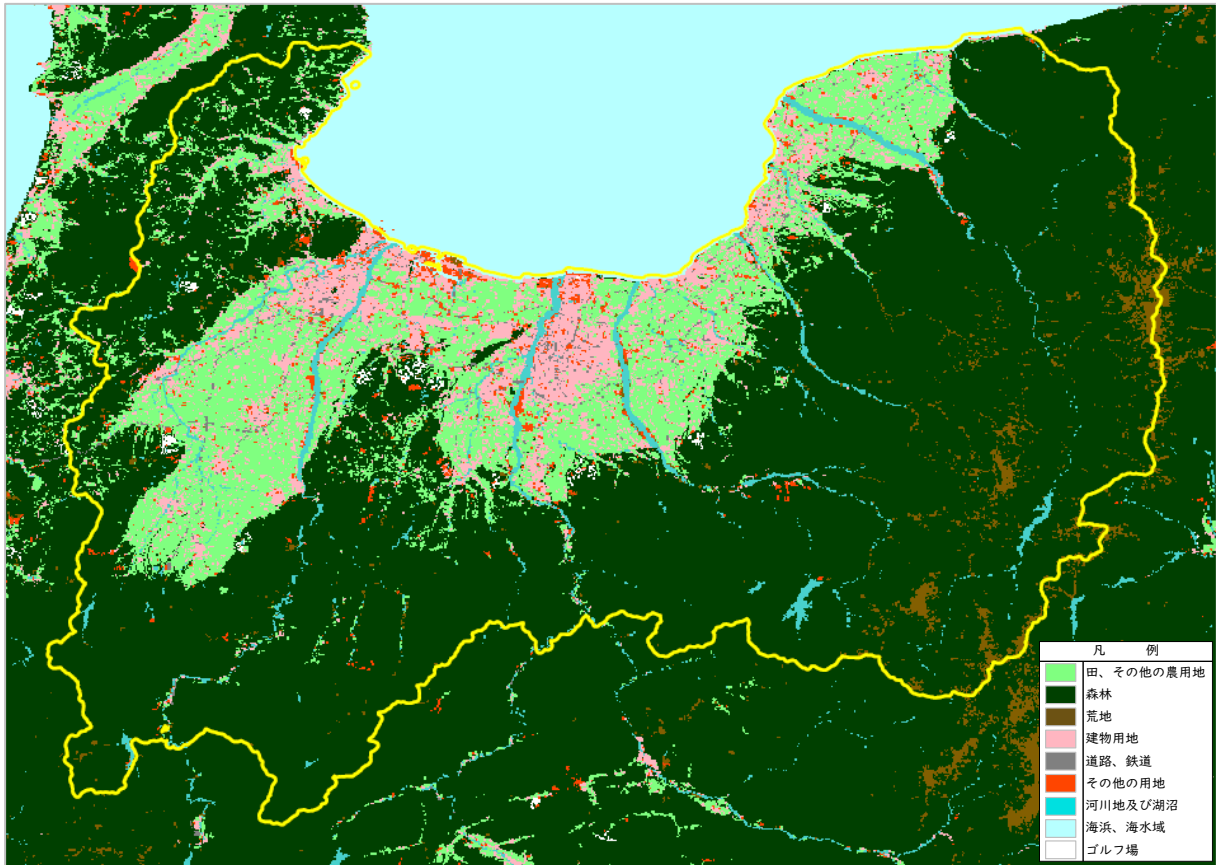 凡 例
田、その他の農用地
森林
荒地
建物用地
道路、鉄道
その他の用地
河川地及び湖沼
海浜、海水域
ゴルフ場